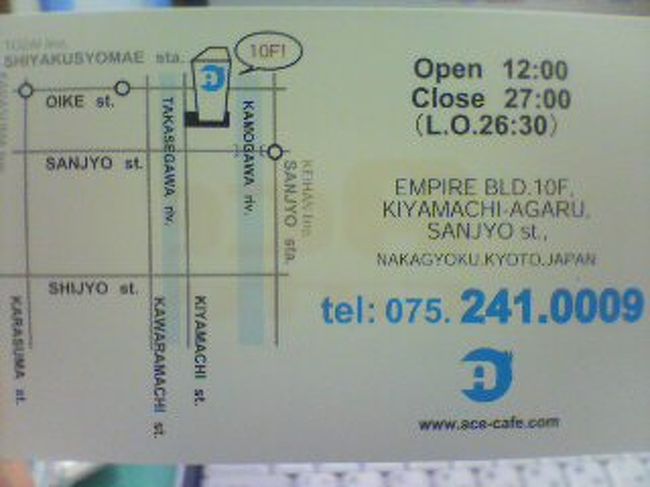 SHIYAKUSYOMAE sta.
10F!
OIKE st.
TAKASEGAWA riv.
KAMOGAWA riv.
SANJYO st.
KEIHAN line
SANJYO sta.
SHIJYO st.
KARASUMA st.
KAWARAMACHI st.
KIYAMACHI st.
Open 12:00
Close 27:00
(L.O.26:30)
EMPIRE BLD.10F,
KIYAMACHI-AGARU,
SANJYO st.,
NAKAGYOKU.KYOTO.JAPAN
tel: 075. 241.0009
www.ace-cafe.com